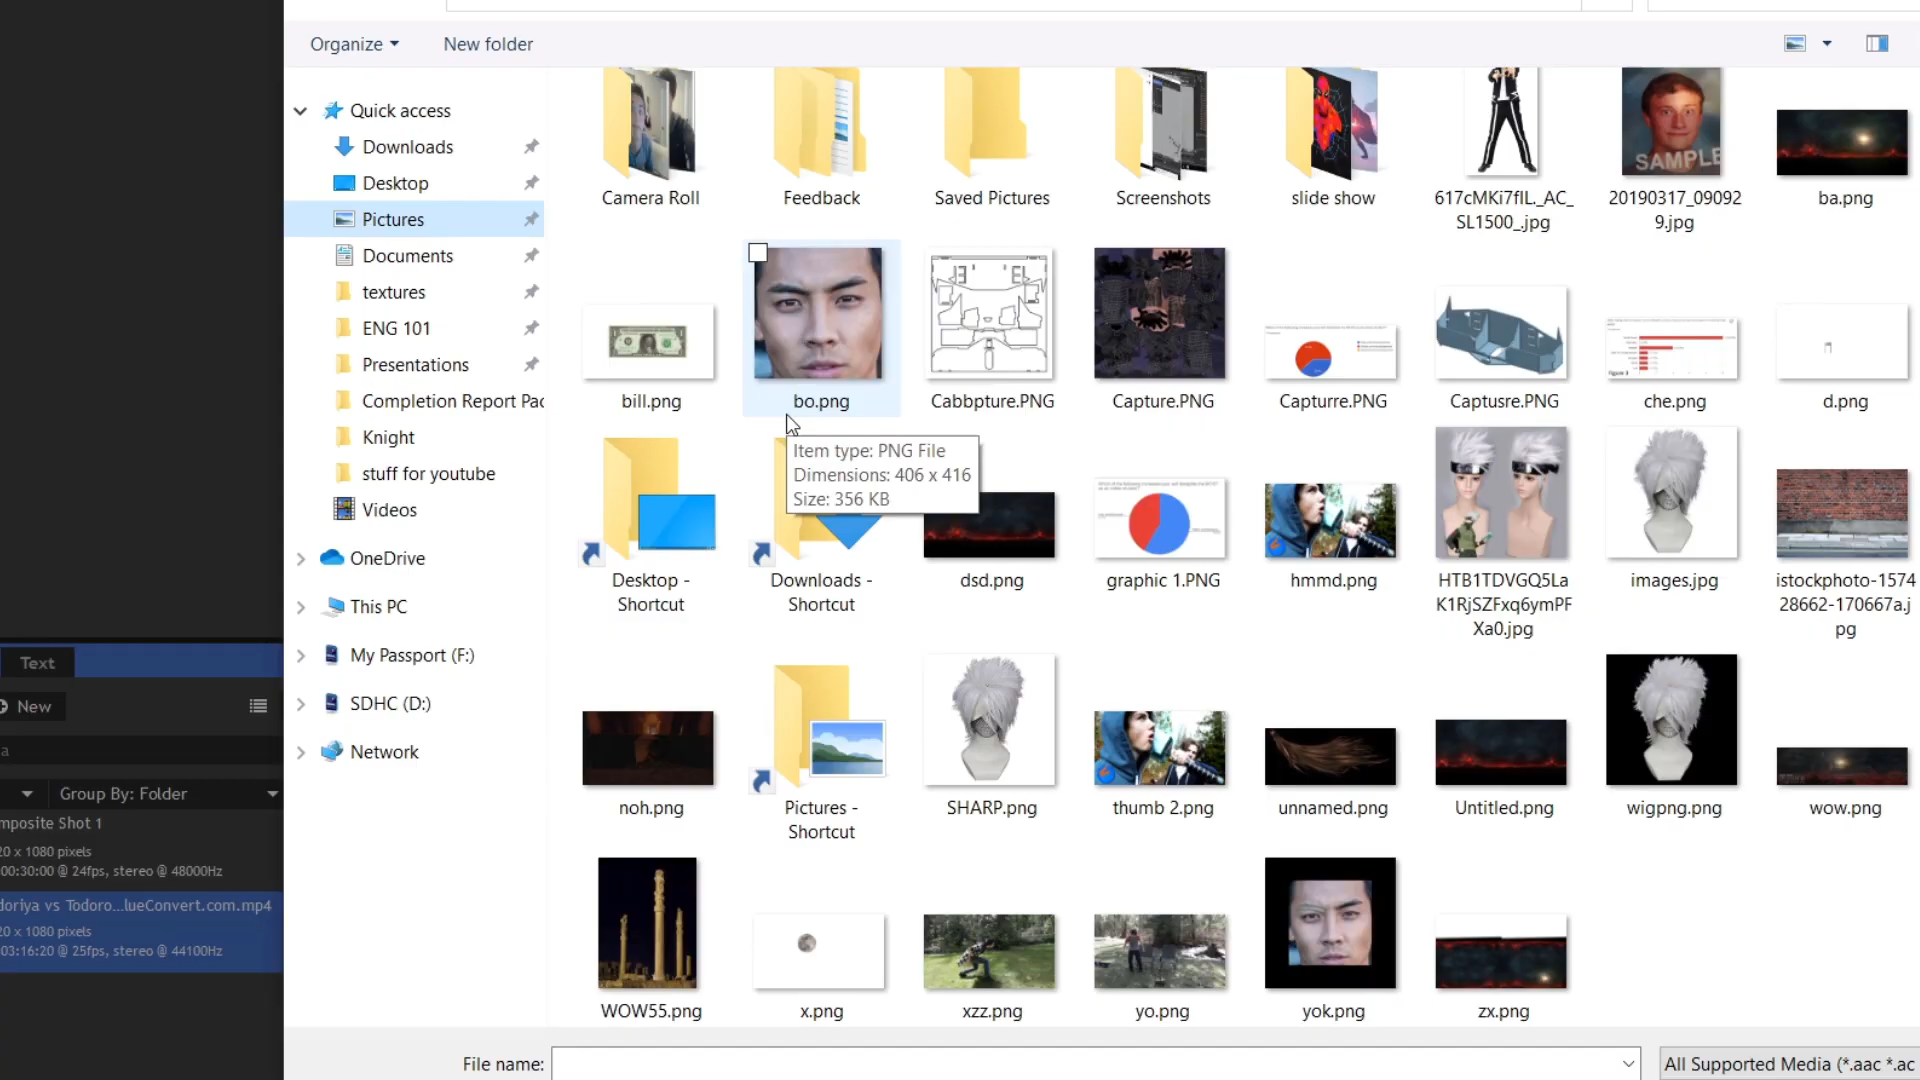 Organize
New folder
Quick access
Downloads
Desktop
Pictures
Documents
textures
ENG 101
Presentations
Completion Report Pac
Knight
stuff for youtube
Videos
OneDrive
This PC
My Passport (F:)
SDHC (D:)
Network
Camera Roll
Feedback
Saved Pictures
Screenshots
slide show
617cMKi7fIL._AC_
SL1500_.jpg
SAMPLE
20190317_09092
9.jpg
ba.png
bill.png
bo.png
Cabbpture.PNG
Capture.PNG
Capturre.PNG
Captusre.PNG
che.png
d.png
Item type: PNG File
Dimensions: 406 x 416
Size: 356 KB
Desktop -
Shortcut
Downloads -
Shortcut
dsd.png
graphic 1.PNG
hmmd.png
HTB1TDVGQ5La
K1RjSZFxq6ymPF
Xa0.jpg
images.jpg
istockphoto-1574
28662-170667a.j
pg
noh.png
Pictures -
Shortcut
SHARP.png
thumb 2.png
unnamed.png
Untitled.png
wigpng.png
wow.png
WOW55.png
x.png
xzz.png
yo.png
yok.png
zx.png
File name:
All Supported Media (*.aac *.ac
Text
New
a
Group By: Folder
mposite Shot 1
20 x 1080 pixels
00:30:00 @ 24fps, stereo @ 48000Hz
doriya vs Todoro...lueConvert.com.mp4
20 x 1080 pixels
03:16:20 @ 25fps, stereo @ 44100Hz